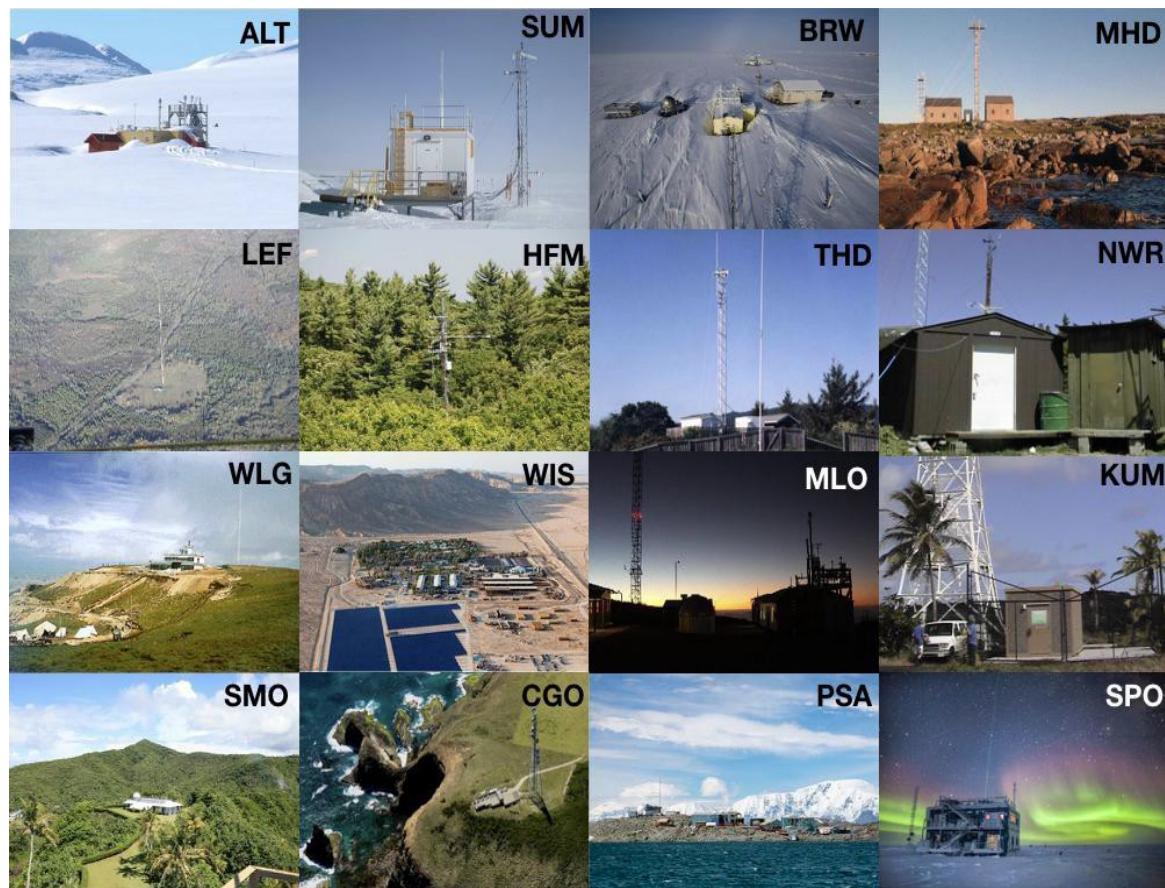 ALT
SUM
BRW
MHD
LEF
HFM
THD
NWR
WLG
WIS
MLO
KUM
SMO
CGO
PSA
SPO